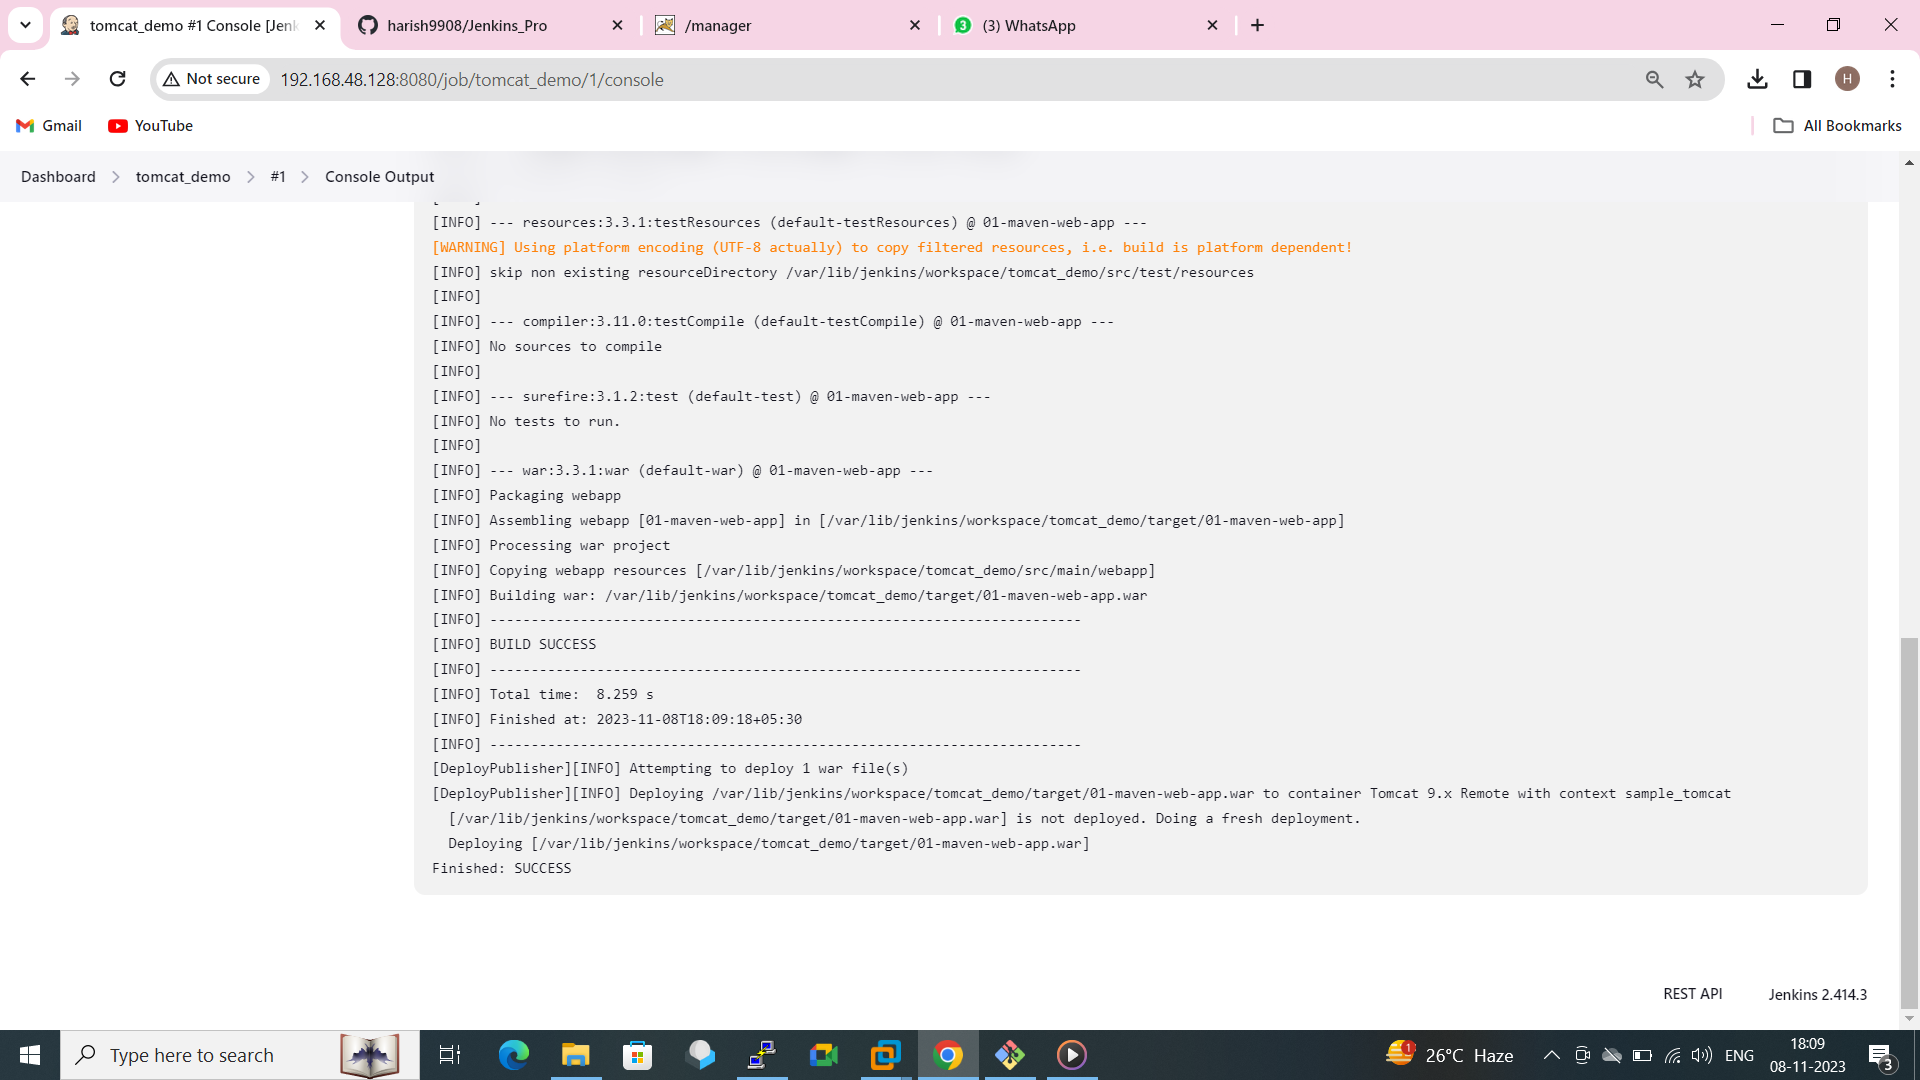 tomcat_demo #1 Console [Jenk
harish9908/Jenkins_Pro
/manager
3
(3) WhatsApp
Not secure
192.168.48.128:8080/job/tomcat_demo/1/console
H
Gmail
YouTube
All Bookmarks
Dashboard
tomcat_demo
#1
Console Output
[INFO] --- resources:3.3.1:testResources (default-testResources) @ 01-maven-web-app ---
[WARNING] Using platform encoding (UTF-8 actually) to copy filtered resources, i.e. build is platform dependent!
[INFO] skip non existing resourceDirectory /var/lib/jenkins/workspace/tomcat_demo/src/test/resources
[INFO]
[INFO] --- compiler:3.11.0:testCompile (default-testCompile) @ 01-maven-web-app ---
[INFO] No sources to compile
[INFO]
[INFO] --- surefire:3.1.2:test (default-test) @ 01-maven-web-app ---
[INFO] No tests to run.
[INFO]
[INFO] --- war:3.3.1:war (default-war) @ 01-maven-web-app ---
[INFO] Packaging webapp
[INFO] Assembling webapp [01-maven-web-app] in [/var/lib/jenkins/workspace/tomcat_demo/target/01-maven-web-app]
[INFO] Processing war project
[INFO] Copying webapp resources [/var/lib/jenkins/workspace/tomcat_demo/src/main/webapp]
[INFO] Building war: /var/lib/jenkins/workspace/tomcat_demo/target/01-maven-web-app.war
[INFO] ------------------------------------------------------------------------
[INFO] BUILD SUCCESS
[INFO] ------------------------------------------------------------------------
[INFO] Total time:  8.259 s
[INFO] Finished at: 2023-11-08T18:09:18+05:30
[INFO] ------------------------------------------------------------------------
[DeployPublisher][INFO] Attempting to deploy 1 war file(s)
[DeployPublisher][INFO] Deploying /var/lib/jenkins/workspace/tomcat_demo/target/01-maven-web-app.war to container Tomcat 9.x Remote with context sample_tomcat
[/var/lib/jenkins/workspace/tomcat_demo/target/01-maven-web-app.war] is not deployed. Doing a fresh deployment.
Deploying [/var/lib/jenkins/workspace/tomcat_demo/target/01-maven-web-app.war]
Finished: SUCCESS
REST API
Jenkins 2.414.3
Type here to search
1
26°C Haze
ENG
18:09
08-11-2023
3